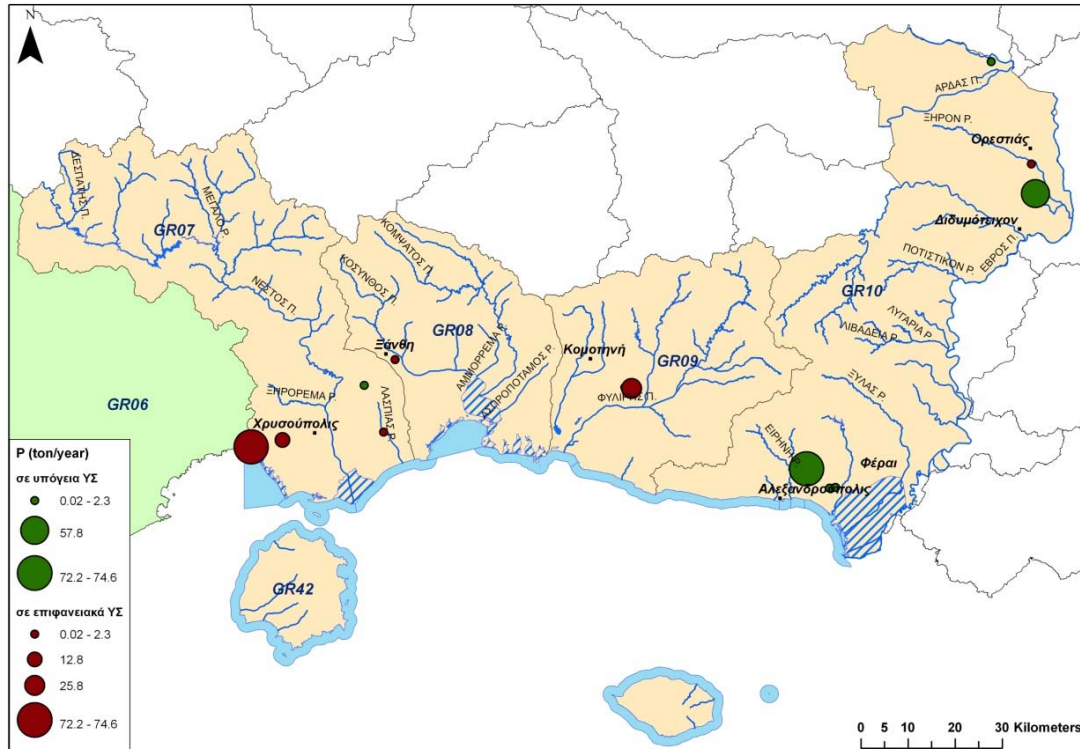 N
ΑΡΔΑΣ Π.
ΞΗΡΟΝ Ρ.
Ορεστιάς
ΔΕΣΠΑΤΗΣ Π.
ΜΕΓΑΛΟ Ρ.
GR07
Διδυμότειχον
ΚΟΜΨΑΤΟΣ Π.
ΠΟΤΙΣΤΙΚΟΝ Ρ.
ΕΒΡΟΣ Π.
ΚΟΣΥΝΘΟΣ Π.
ΝΕΣΤΟΣ Π.
GR10
GR08
ΛΥΓΑΡΙΑ Ρ.
ΛΙΒΑΔΕΙΑ Ρ.
Ξάνθη
ΑΜΜΟΡΡΕΜΑ Ρ.
Κομοτηνή
GR09
ΑΣΠΡΟΠΟΤΑΜΟΣ Ρ.
ΞΥΛΑΣ Ρ.
ΞΗΡΟΡΕΜΑ Ρ.
ΛΑΣΠΙΑΣ Ρ.
ΦΥΛΙΡΗΣ Π.
GR06
Χρυσούπολις
ΕΙΡΗΝΗ
Φέραι
Αλεξανδρούπολις
GR42
P (ton/year)
σε υπόγεια ΥΣ
0.02 - 2.3
57.8
72.2 - 74.6
σε επιφανειακά ΥΣ
0.02 - 2.3
12.8
25.8
72.2 - 74.6
0 5 10 20 30 Kilometers